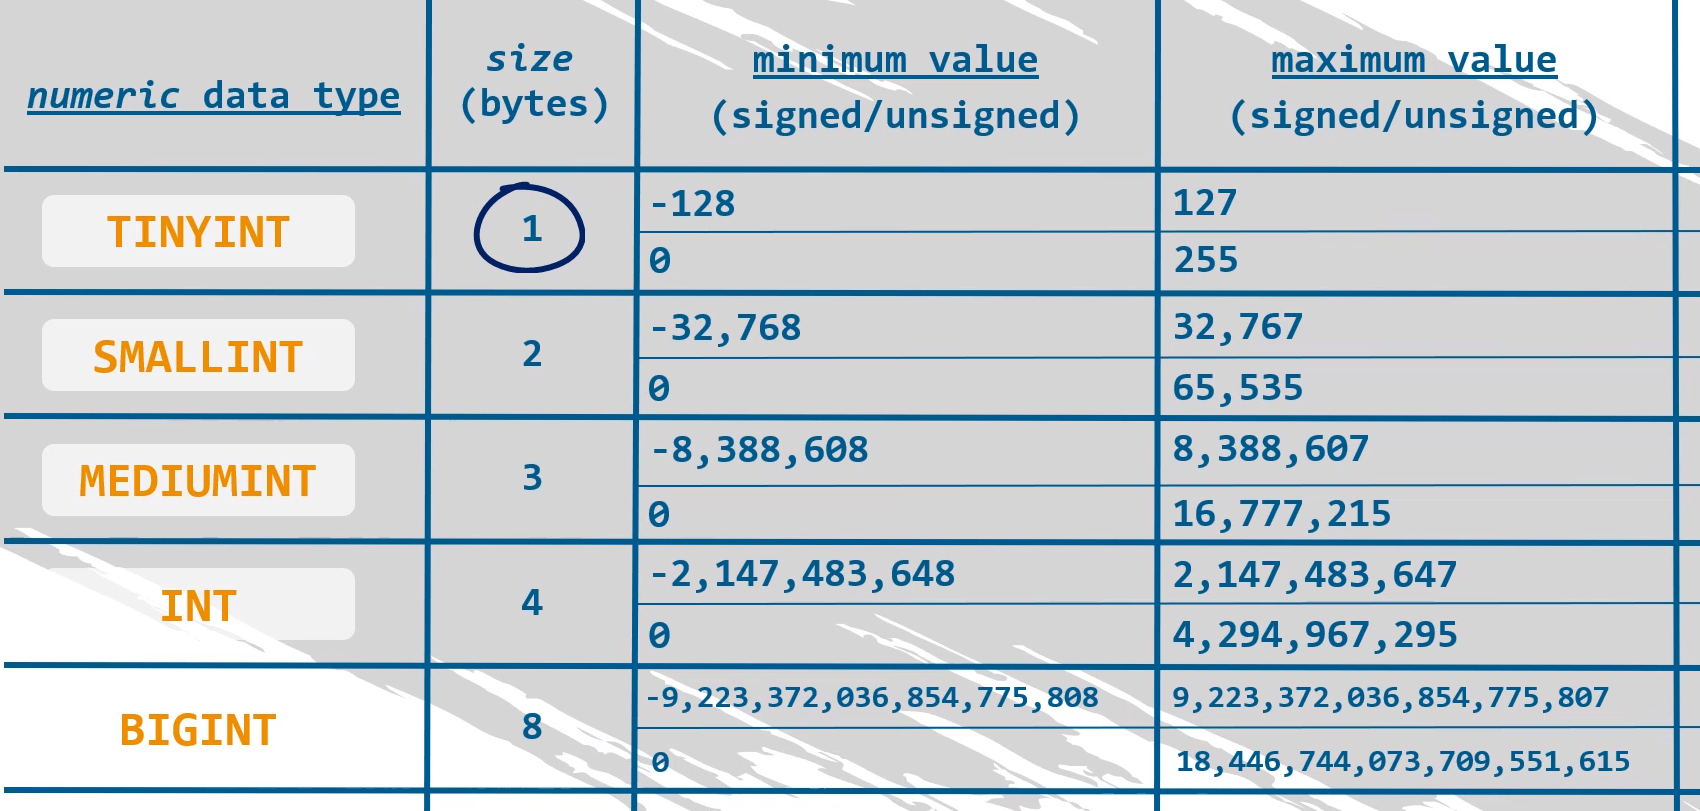 numeric data type
size
(bytes)
minimum value
(signed/unsigned)
maximum value
(signed/unsigned)
TINYINT
1
-128
127
0
255
SMALLINT
2
-32,768
32,767
0
65,535
MEDIUMINT
3
-8,388,608
8,388,607
0
16,777,215
INT
4
-2,147,483,648
2,147,483,647
0
4,294,967,295
BIGINT
8
-9,223,372,036,854,775,808
9,223,372,036,854,775,807
0
18,446,744,073,709,551,615